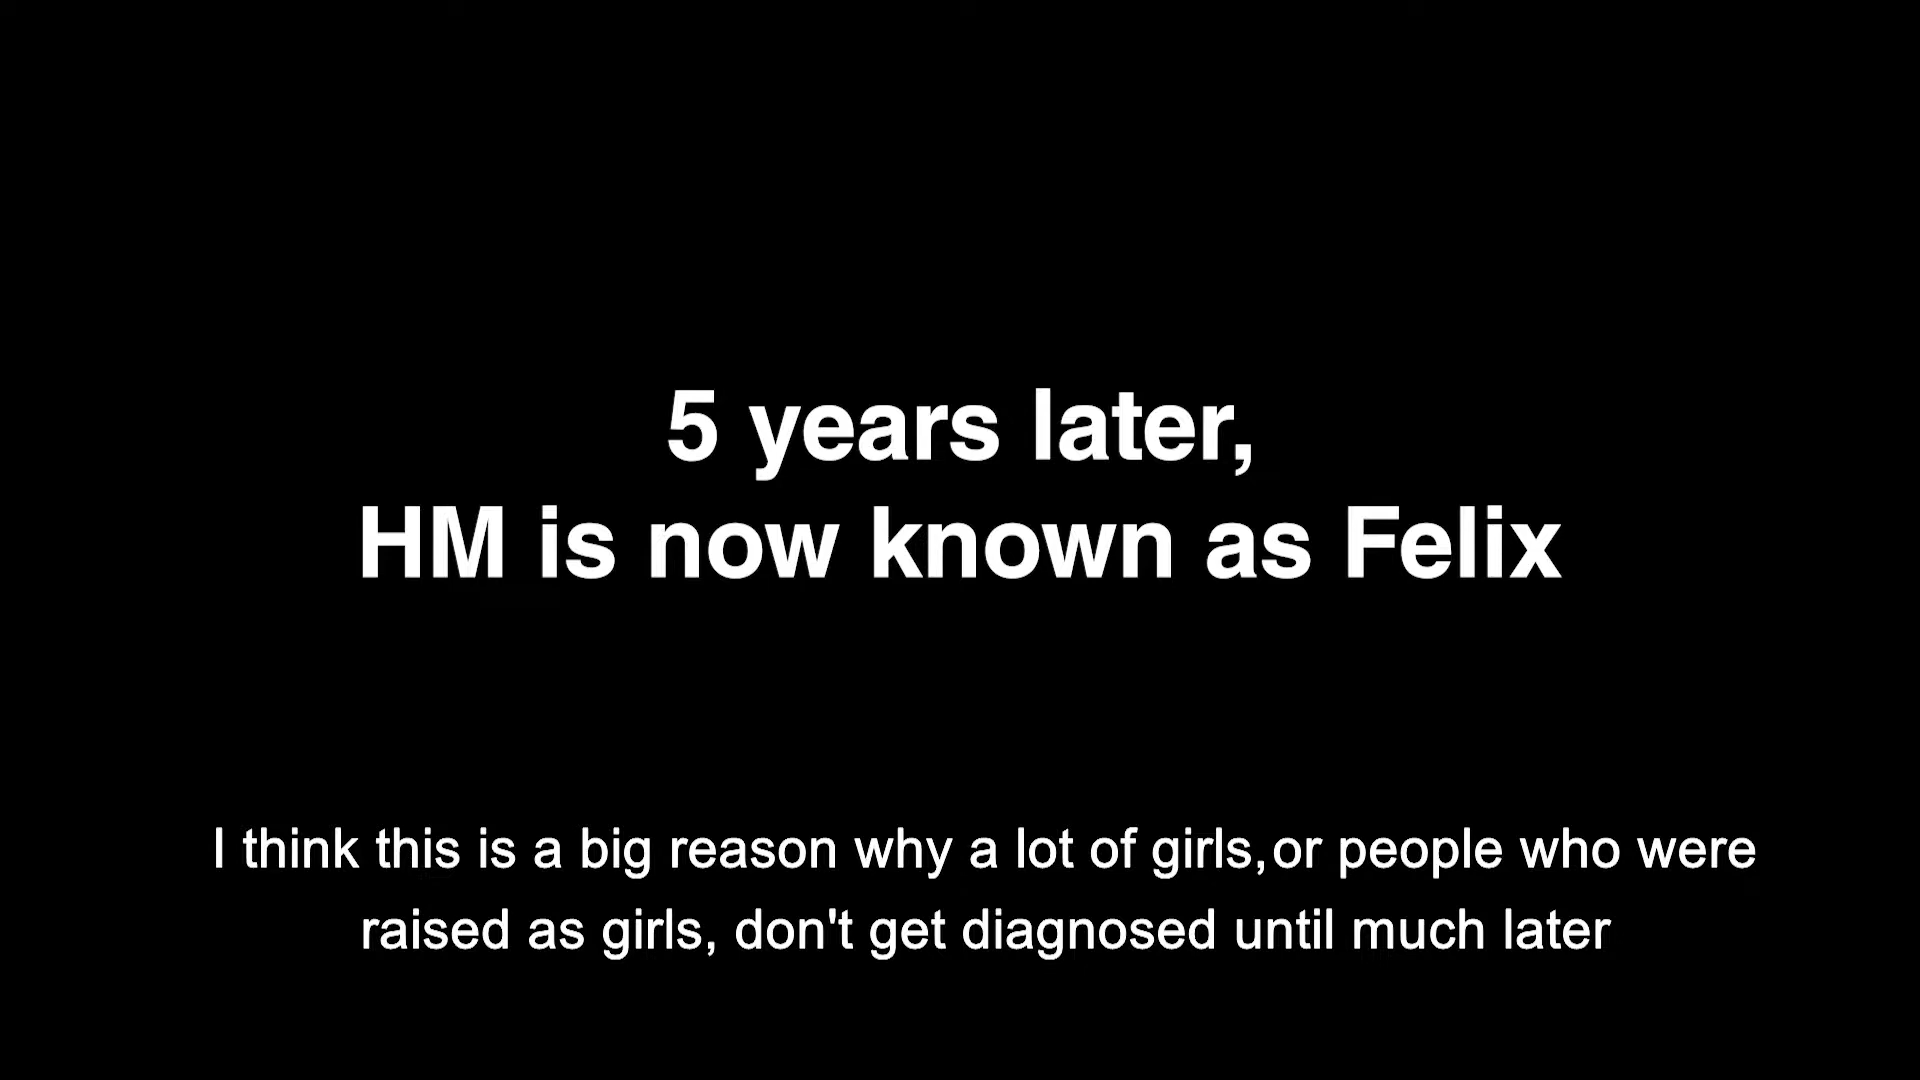 5 years later,
HM is now known as Felix
I think this is a big reason why a lot of girls,or people who were
raised as girls, don't get diagnosed until much later